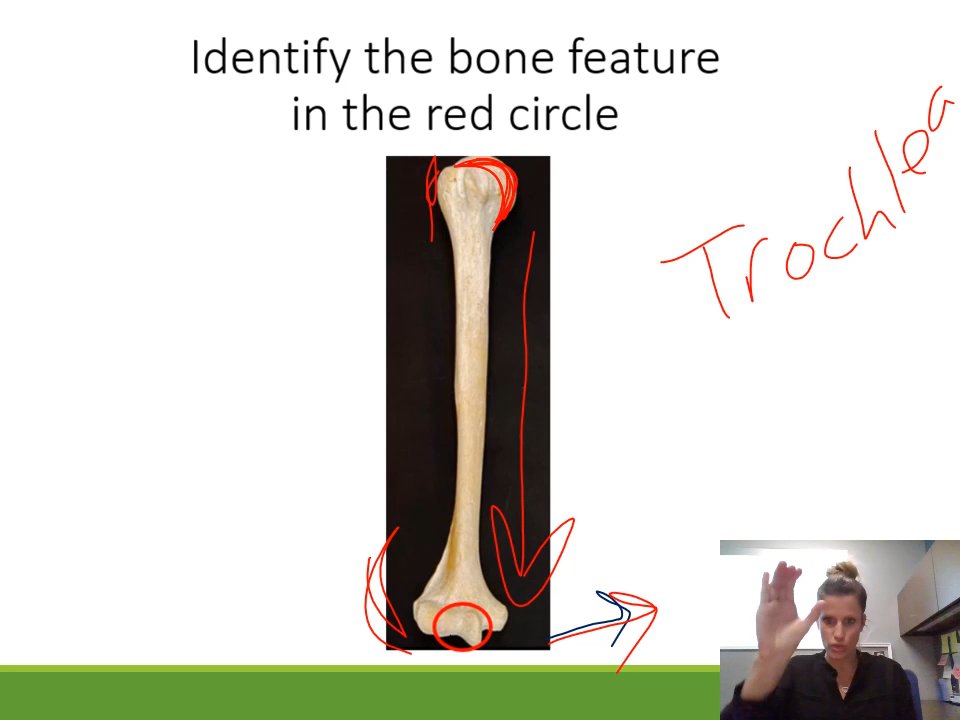 Identify the bone feature
in the red circle
Trochlea